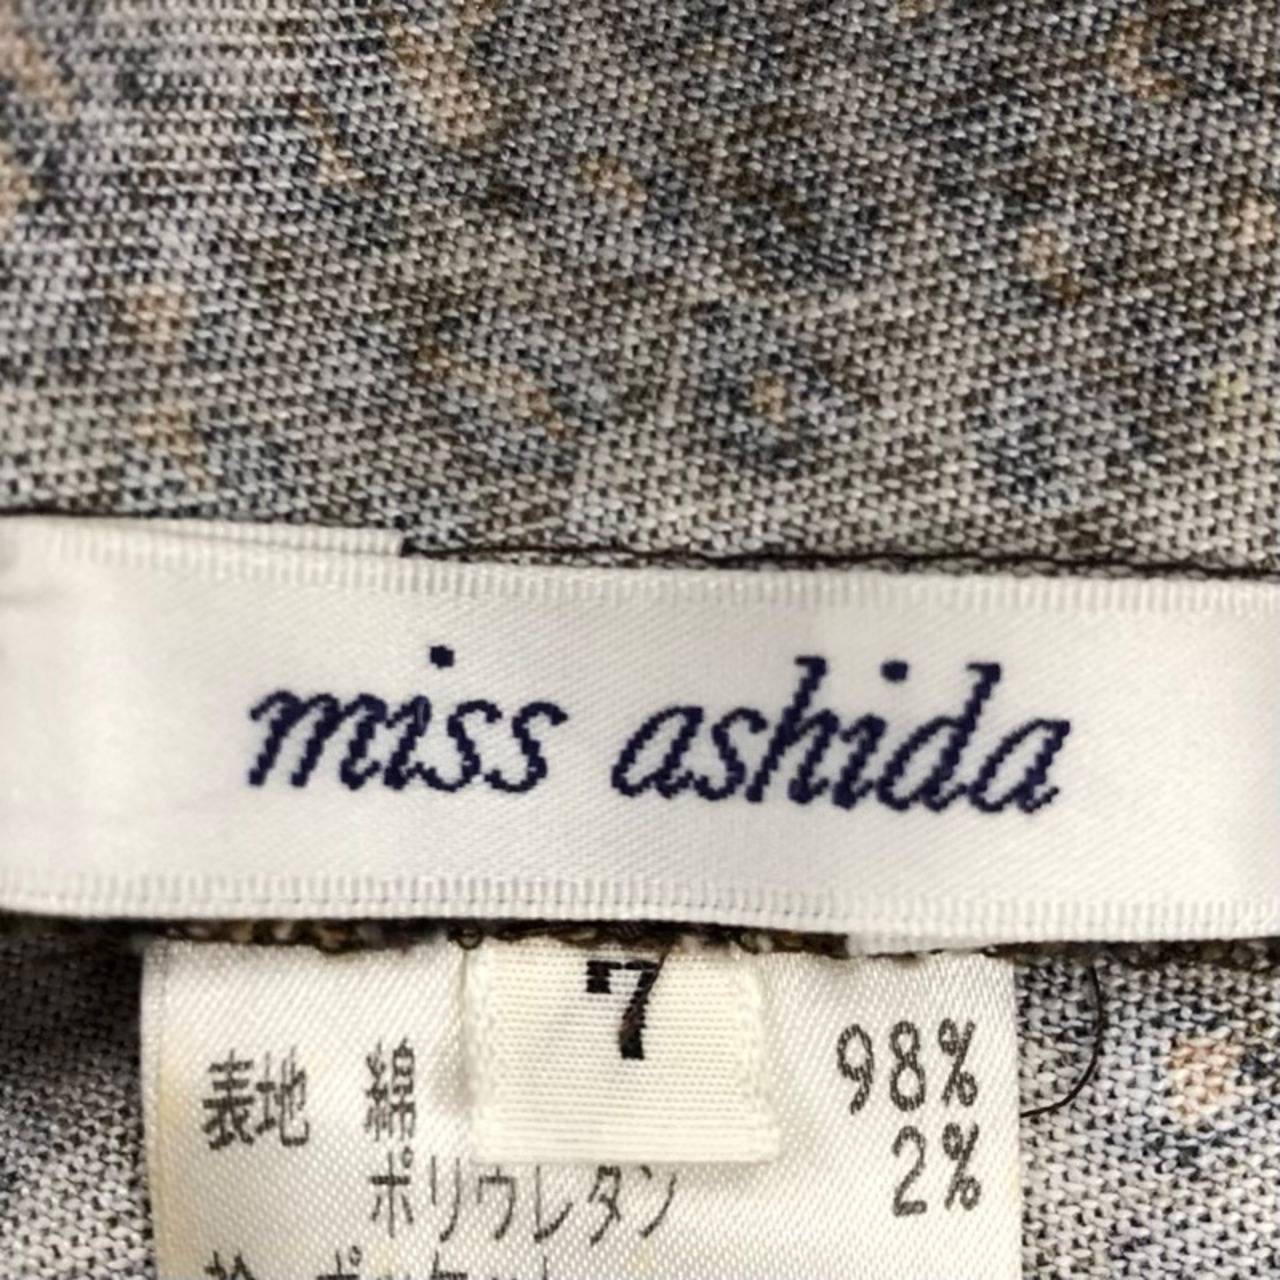 miss ashida
7
表地 綿 98%
ポリウレタン 2%